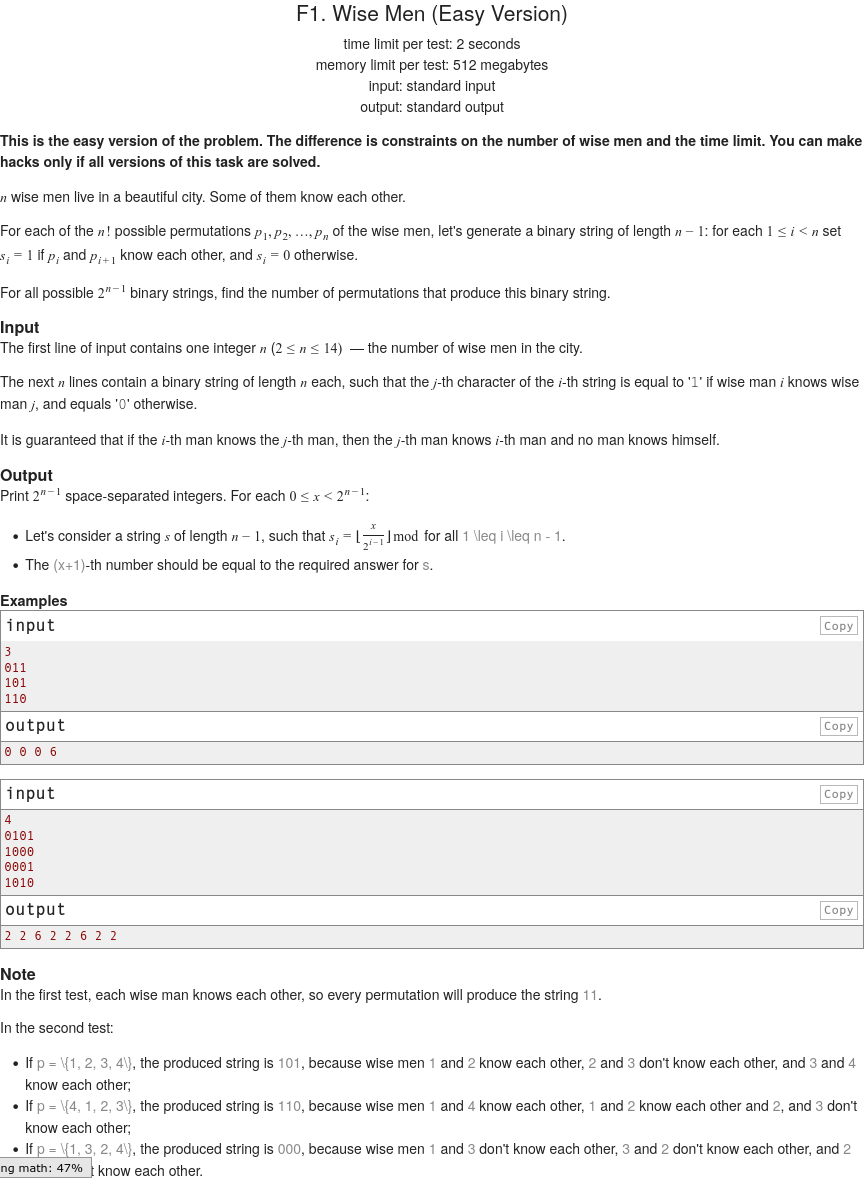 F1. Wise Men (Easy Version)
time limit per test: 2 seconds
memory limit per test: 512 megabytes
input: standard input
output: standard output
This is the easy version of the problem. The difference is constraints on the number of wise men and the time limit. You can make
hacks only if all versions of this task are solved.
n wise men live in a beautiful city. Some of them know each other.
For each of the n! possible permutations p_1, p_2, …, p_n of the wise men, let's generate a binary string of length n − 1: for each 1 ≤ i < n set
s_i = 1 if p_i and p_{i+1} know each other, and s_i = 0 otherwise.
For all possible 2^{n−1} binary strings, find the number of permutations that produce this binary string.
Input
The first line of input contains one integer n (2 ≤ n ≤ 14) — the number of wise men in the city.
The next n lines contain a binary string of length n each, such that the j-th character of the i-th string is equal to '1' if wise man i knows wise
man j, and equals '0' otherwise.
It is guaranteed that if the i-th man knows the j-th man, then the j-th man knows i-th man and no man knows himself.
Output
Print 2^{n−1} space-separated integers. For each 0 ≤ x < 2^{n−1}:
• Let's consider a string s of length n − 1, such that s_i = ⌊x/2^{i−1}⌋ mod for all 1 \leq i \leq n - 1.
• The (x+1)-th number should be equal to the required answer for s.
Examples
input Copy
3
011
101
110
output Copy
0 0 0 6
input Copy
4
0101
1000
0001
1010
output Copy
2 2 6 2 2 6 2 2
Note
In the first test, each wise man knows each other, so every permutation will produce the string 11.
In the second test:
• If p = \{1, 2, 3, 4\}, the produced string is 101, because wise men 1 and 2 know each other, 2 and 3 don't know each other, and 3 and 4
know each other;
• If p = \{4, 1, 2, 3\}, the produced string is 110, because wise men 1 and 4 know each other, 1 and 2 know each other and 2, and 3 don't
know each other;
• If p = \{1, 3, 2, 4\}, the produced string is 000, because wise men 1 and 3 don't know each other, 3 and 2 don't know each other, and 2
ng math: 47% t know each other.